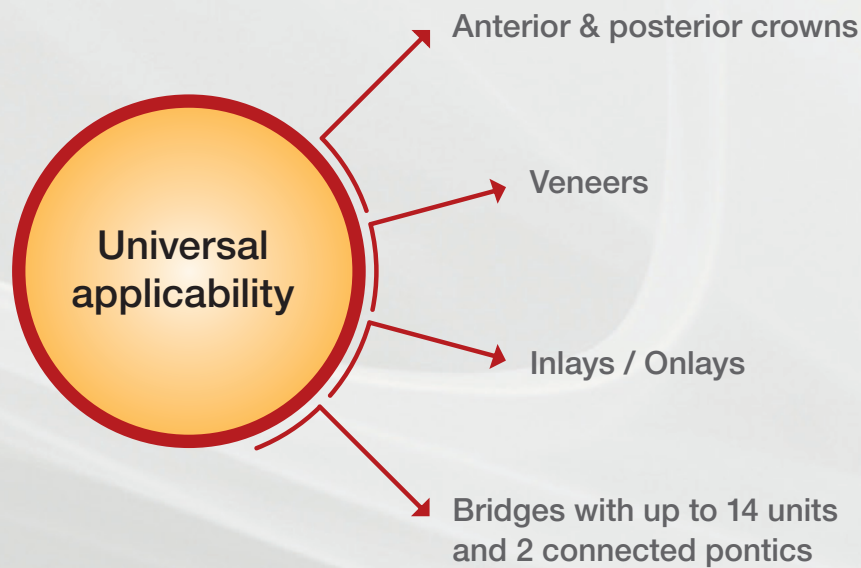 Anterior & posterior crowns
Veneers
Universal
applicability
Inlays / Onlays
Bridges with up to 14 units
and 2 connected pontics